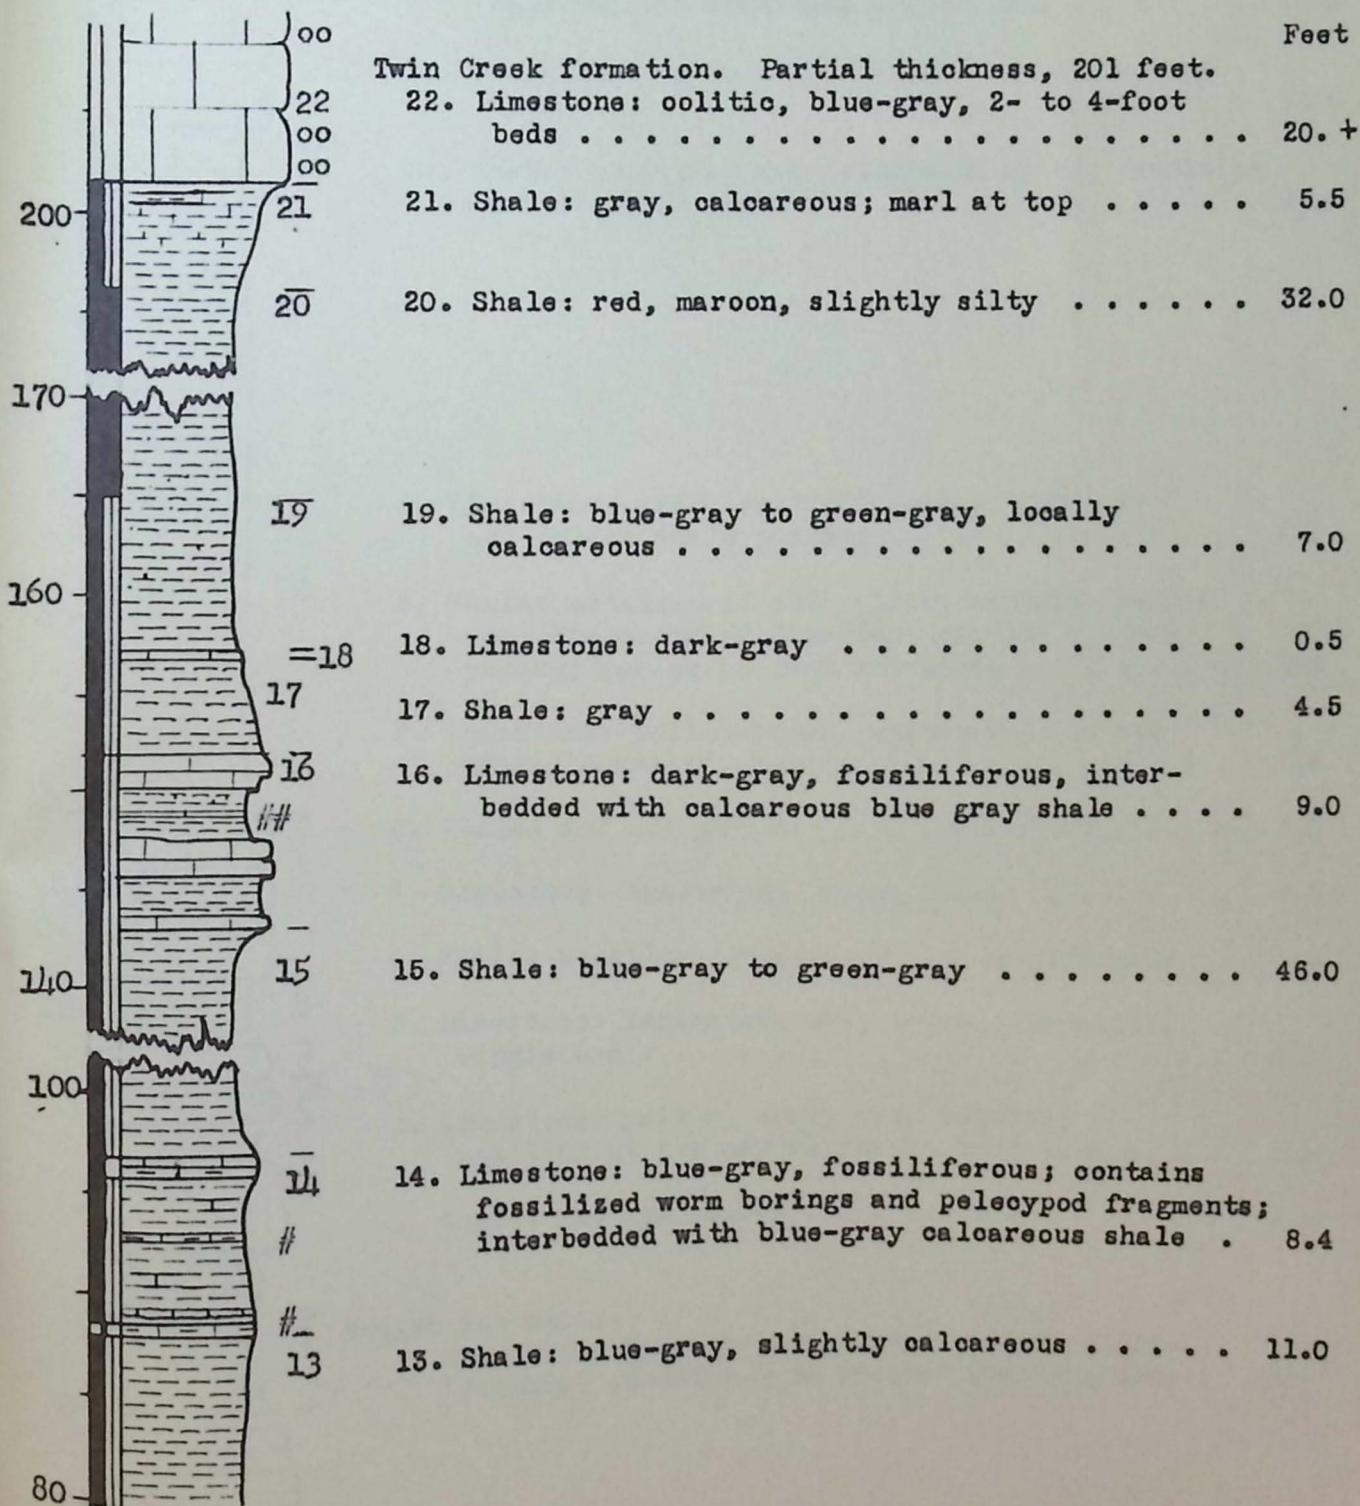 Feet
oo
Twin Creek formation. Partial thickness, 201 feet.
22 22. Limestone: oolitic, blue-gray, 2- to 4-foot
oo beds . . . . . . . . . . . . . . . . . . . . . 20.+
oo
200 21 21. Shale: gray, calcareous; marl at top . . . . . 5.5
20 20. Shale: red, maroon, slightly silty . . . . . . 32.0
170
19 19. Shale: blue-gray to green-gray, locally
calcareous . . . . . . . . . . . . . . . . . . 7.0
160
=18 18. Limestone: dark-gray . . . . . . . . . . . . . 0.5
17 17. Shale: gray . . . . . . . . . . . . . . . . . . 4.5
16 16. Limestone: dark-gray, fossiliferous, inter-
## bedded with calcareous blue gray shale . . . . 9.0
140 15 15. Shale: blue-gray to green-gray . . . . . . . . 46.0
100
14 14. Limestone: blue-gray, fossiliferous; contains
fossilized worm borings and pelecypod fragments;
# interbedded with blue-gray calcareous shale . 8.4
#
13 13. Shale: blue-gray, slightly calcareous . . . . . 11.0
80